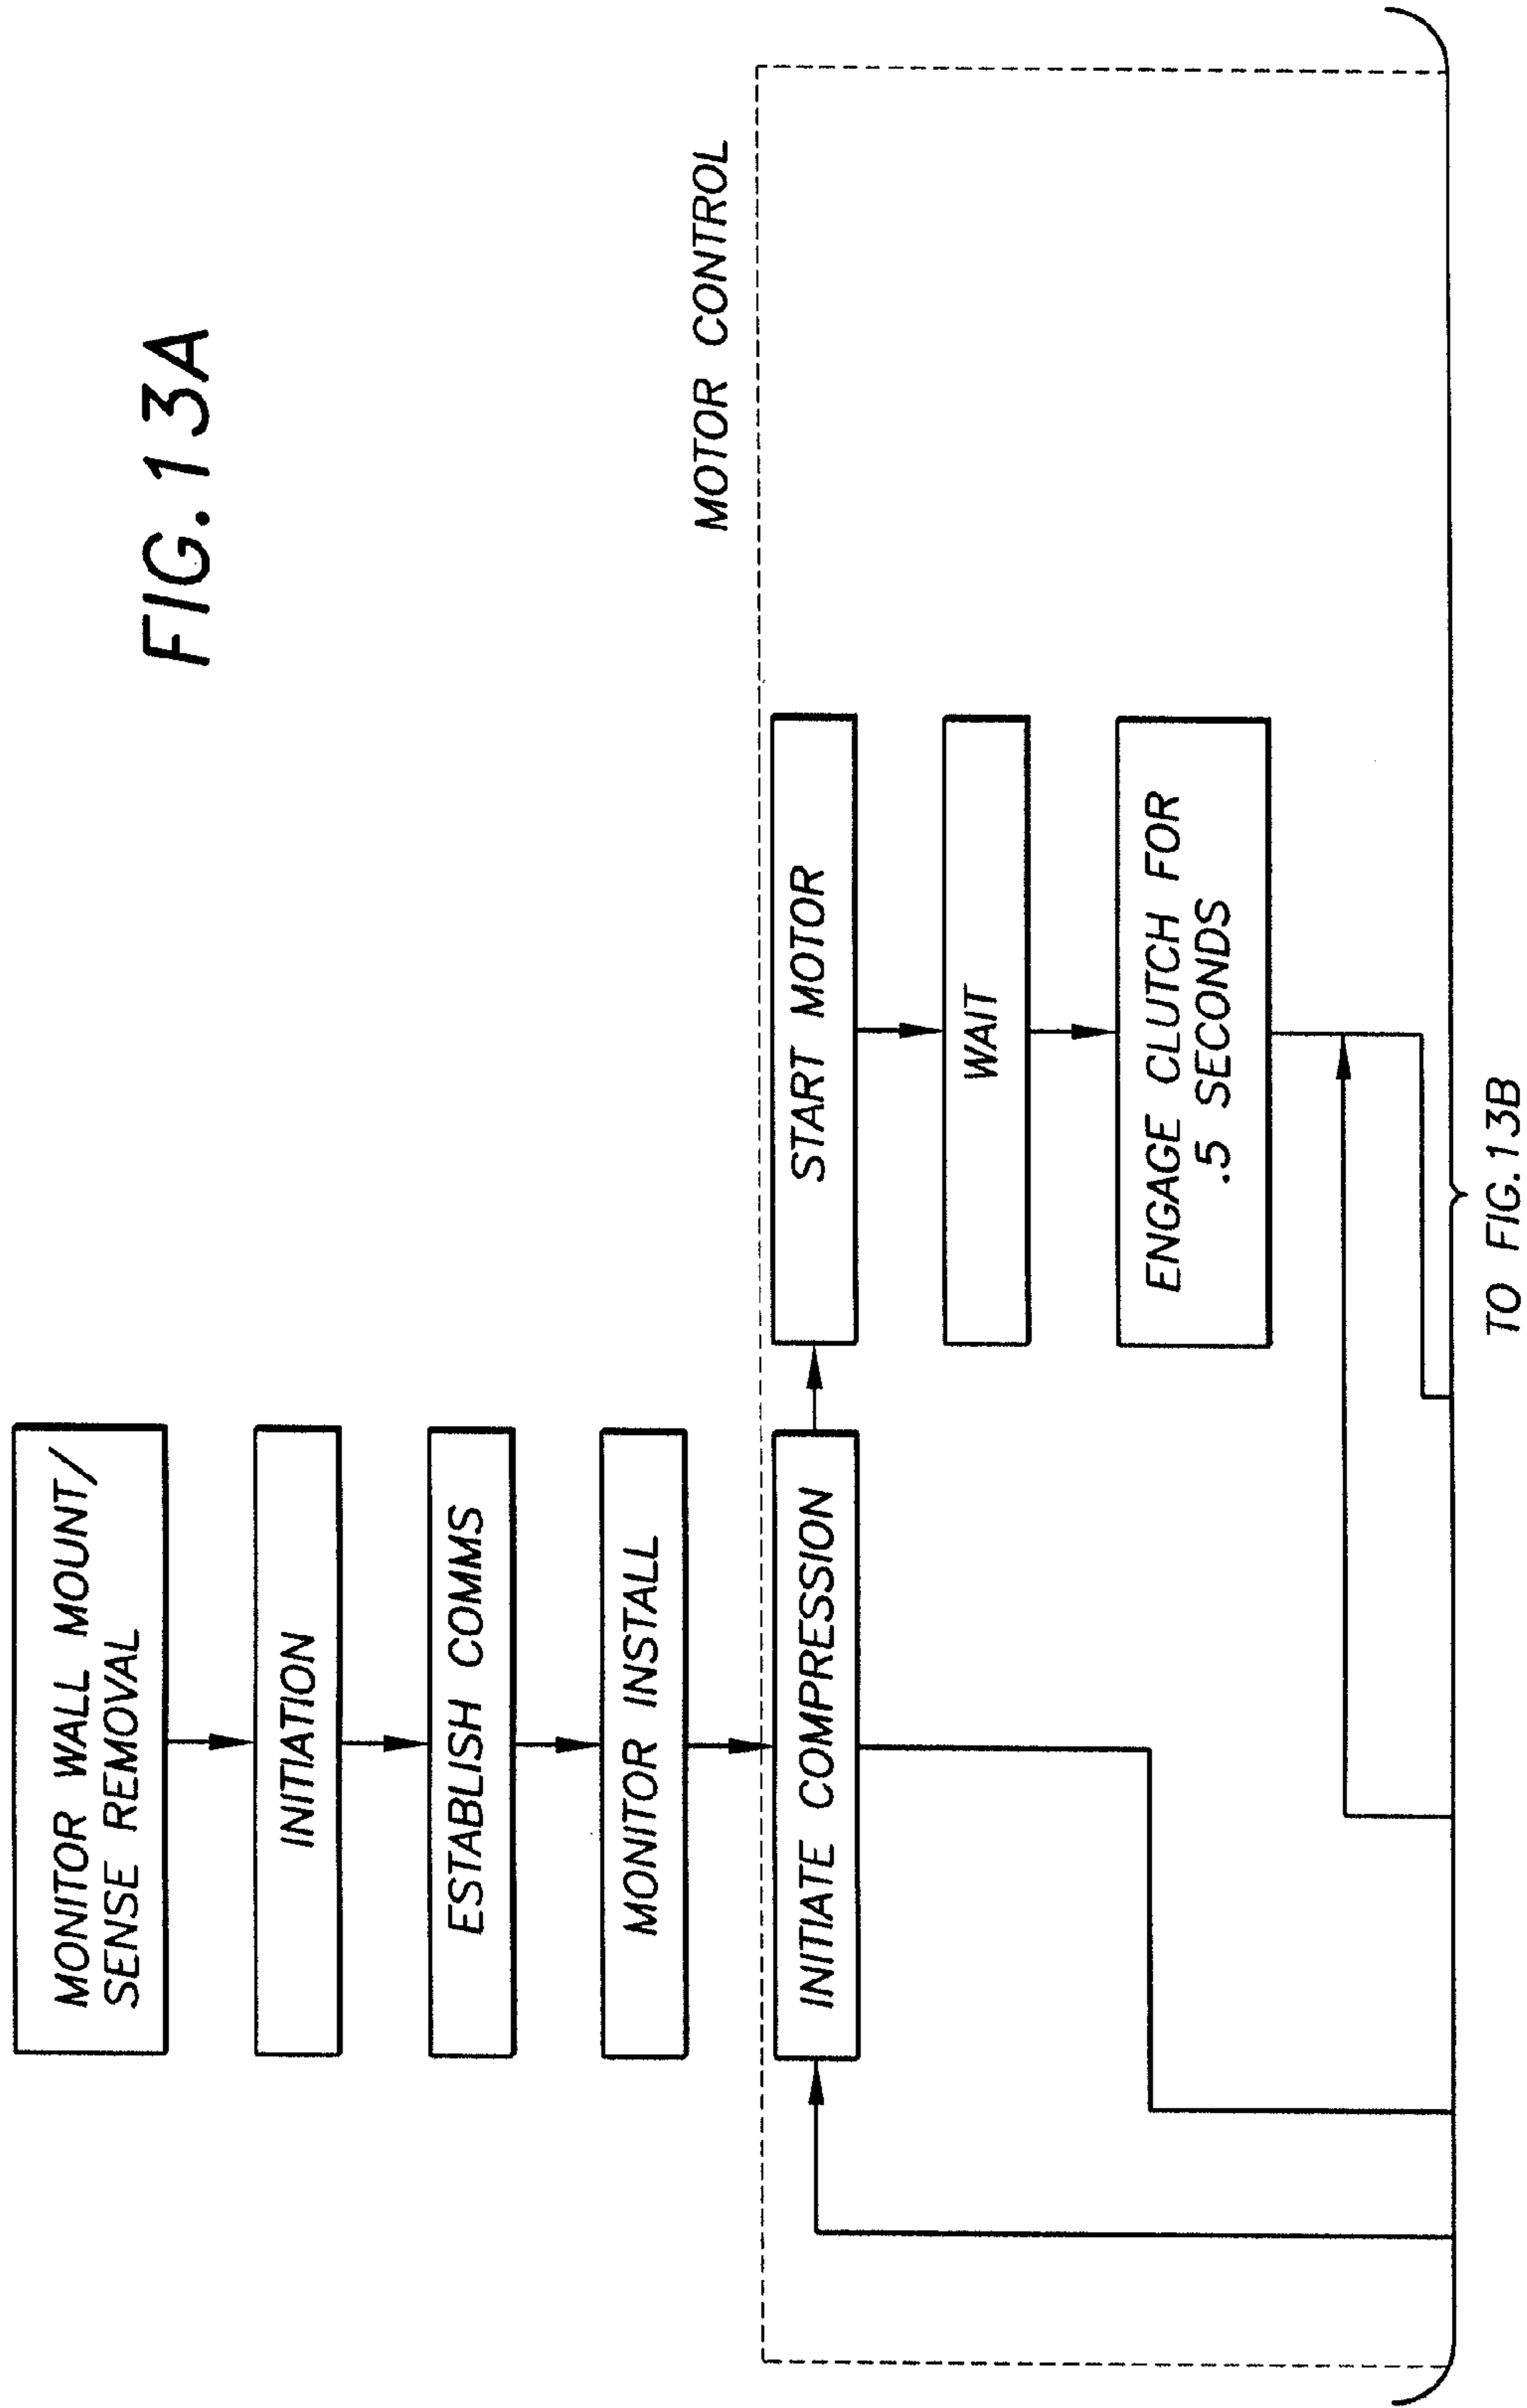 FIG. 13A
MONITOR WALL MOUNT/
SENSE REMOVAL
INITIATION
ESTABLISH COMMS
MONITOR INSTALL
MOTOR CONTROL
INITIATE COMPRESSION
START MOTOR
WAIT
ENGAGE CLUTCH FOR
.5 SECONDS
TO FIG. 13B